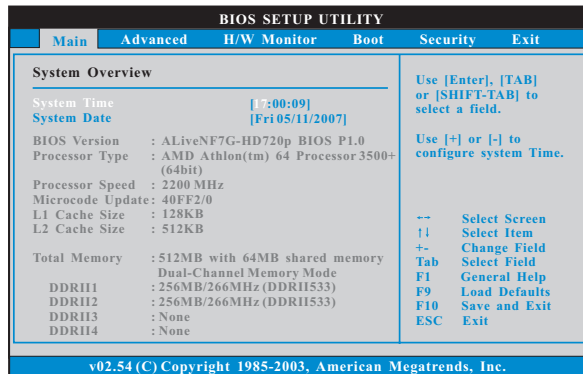 BIOS SETUP UTILITY
Main Advanced H/W Monitor Boot Security Exit
System Overview
System Time [17:00:09]
System Date [Fri 05/11/2007]
BIOS Version : ALiveNF7G-HD720p BIOS P1.0
Processor Type : AMD Athlon(tm) 64 Processor 3500+
(64bit)
Processor Speed : 2200 MHz
Microcode Update : 40FF2/0
L1 Cache Size : 128KB
L2 Cache Size : 512KB
Total Memory : 512MB with 64MB shared memory
Dual-Channel Memory Mode
DDRII1 : 256MB/266MHz (DDRII533)
DDRII2 : 256MB/266MHz (DDRII533)
DDRII3 : None
DDRII4 : None
Use [Enter], [TAB]
or [SHIFT-TAB] to
select a field.
Use [+] or [-] to
configure system Time.
←→ Select Screen
↑↓ Select Item
+- Change Field
Tab Select Field
F1 General Help
F9 Load Defaults
F10 Save and Exit
ESC Exit
v02.54 (C) Copyright 1985-2003, American Megatrends, Inc.